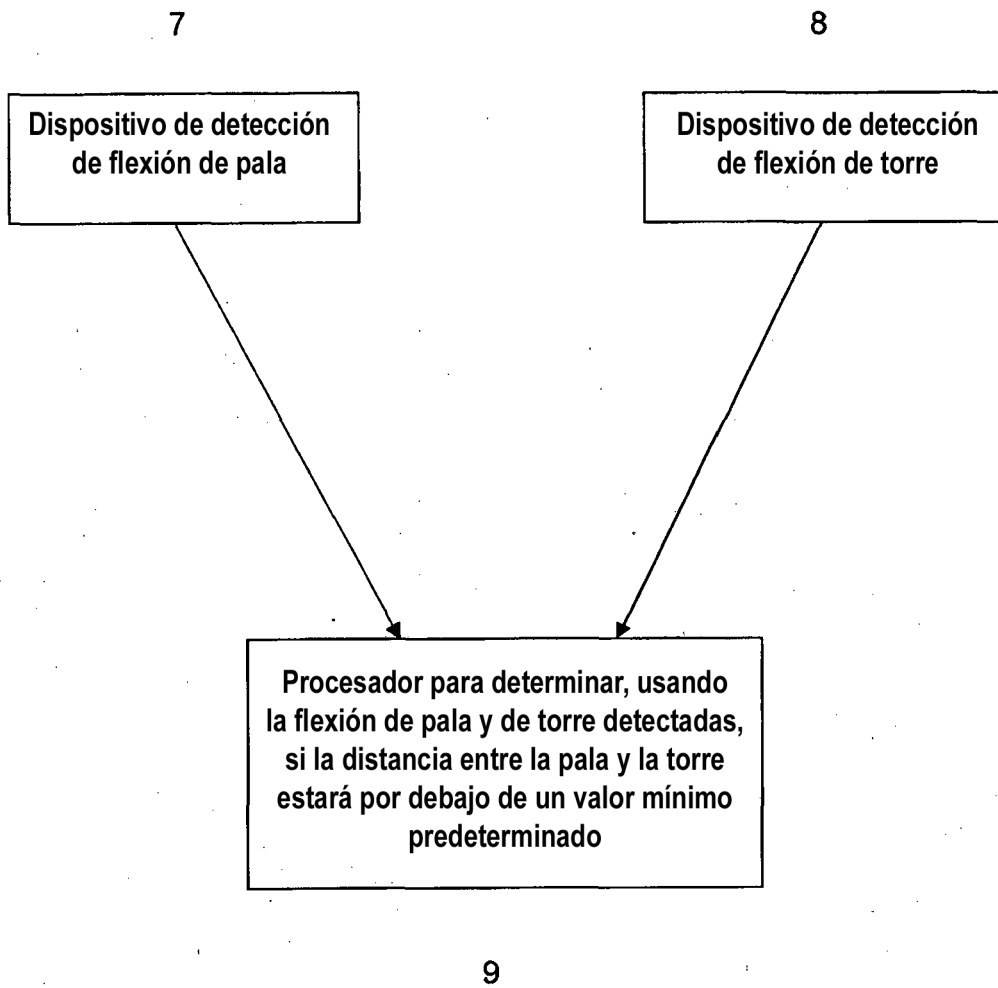 7
8
Dispositivo de detección
de flexión de pala
Dispositivo de detección
de flexión de torre
Procesador para determinar, usando
la flexión de pala y de torre detectadas,
si la distancia entre la pala y la torre
estará por debajo de un valor mínimo
predeterminado
9